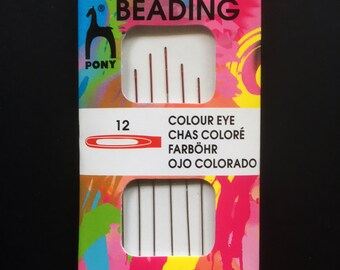 BEADING
PONY
12
COLOUR EYE
CHAS COLORÉ
FARBÖHR
OJO COLORADO